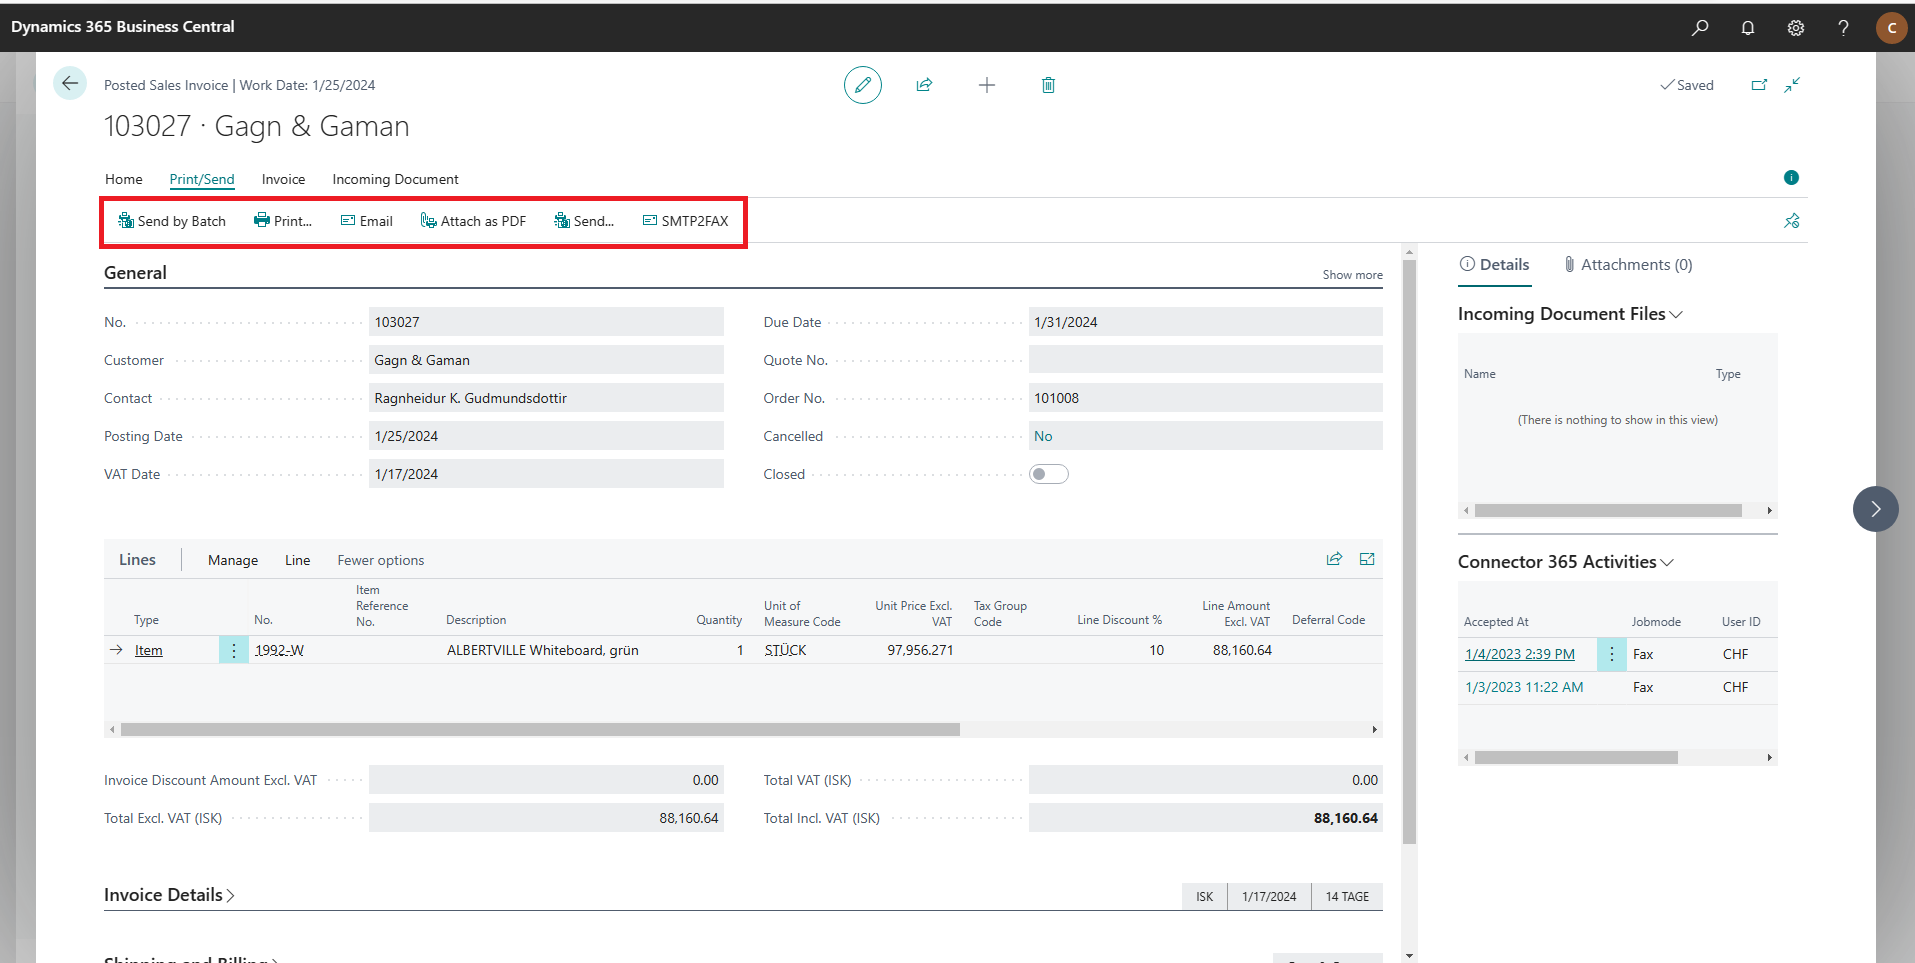 Dynamics 365 Business Central
?
C
Posted Sales Invoice | Work Date: 1/25/2024
Saved
103027 · Gagn & Gaman
Home Print/Send Invoice Incoming Document
Send by Batch Print... Email Attach as PDF Send... SMTP2FAX
General
Show more
No. 103027
Customer Gagn & Gaman
Contact Ragnheidur K. Gudmundsdottir
Posting Date 1/25/2024
VAT Date 1/17/2024
Due Date 1/31/2024
Quote No.
Order No. 101008
Cancelled No
Closed
Lines Manage Line Fewer options
Type No. Item Reference No. Description Quantity Unit of Measure Code Unit Price Excl. VAT Tax Group Code Line Discount % Line Amount Excl. VAT Deferral Code
Item 1992-W ALBERTVILLE Whiteboard, grün 1 STÜCK 97,956.271 10 88,160.64
Invoice Discount Amount Excl. VAT 0.00
Total Excl. VAT (ISK) 88,160.64
Total VAT (ISK) 0.00
Total Incl. VAT (ISK) 88,160.64
Invoice Details
ISK 1/17/2024 14 TAGE
Shipping and Billing
Details Attachments (0)
Incoming Document Files
Name Type
(There is nothing to show in this view)
Connector 365 Activities
Accepted At Jobmode User ID
1/4/2023 2:39 PM Fax CHF
1/3/2023 11:22 AM Fax CHF